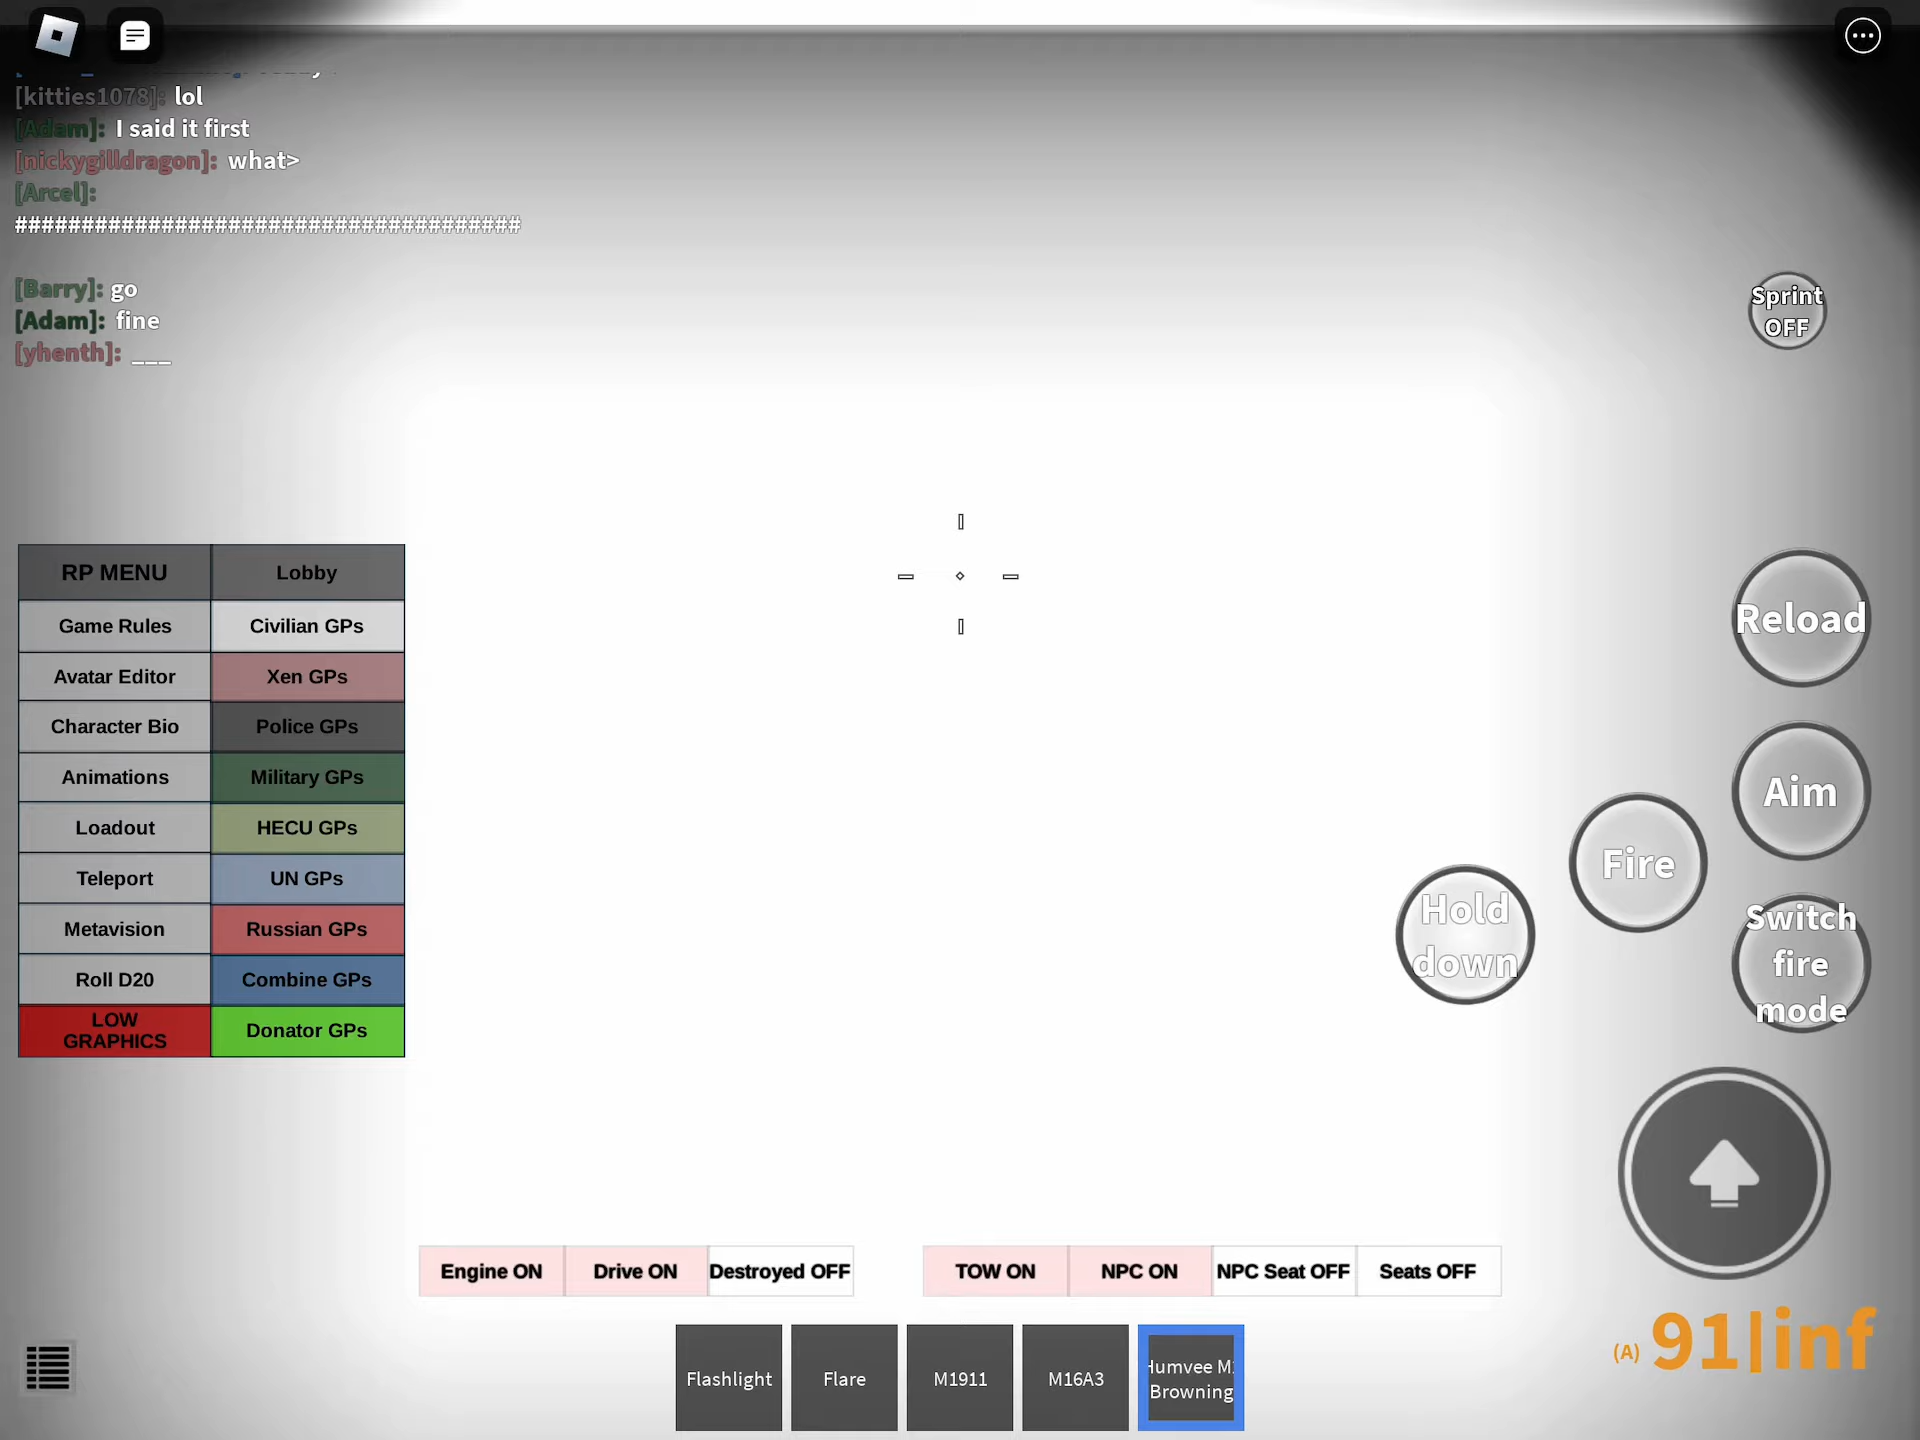 [kitties1078]: lol
[Adam]: I said it first
[nickygilldragon]: what>
[Arcel]:
######################################
[Barry]: go
[Adam]: fine
[yhenth]: ___
Sprint
OFF
RP MENU Lobby
Game Rules Civilian GPs
Avatar Editor Xen GPs
Character Bio Police GPs
Animations Military GPs
Loadout HECU GPs
Teleport UN GPs
Metavision Russian GPs
Roll D20 Combine GPs
LOW
GRAPHICS
Donator GPs
Reload
Aim
Fire
Hold
down
Switch
fire
mode
Engine ON Drive ON Destroyed OFF TOW ON NPC ON NPC Seat OFF Seats OFF
Flashlight Flare M1911 M16A3
Humvee M
Browning
(A) 91|inf